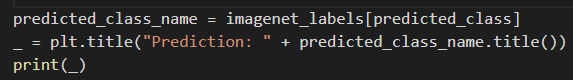 predicted_class_name = imagenet_labels[predicted_class]
_ = plt.title("Prediction: " + predicted_class_name.title())
print(_)